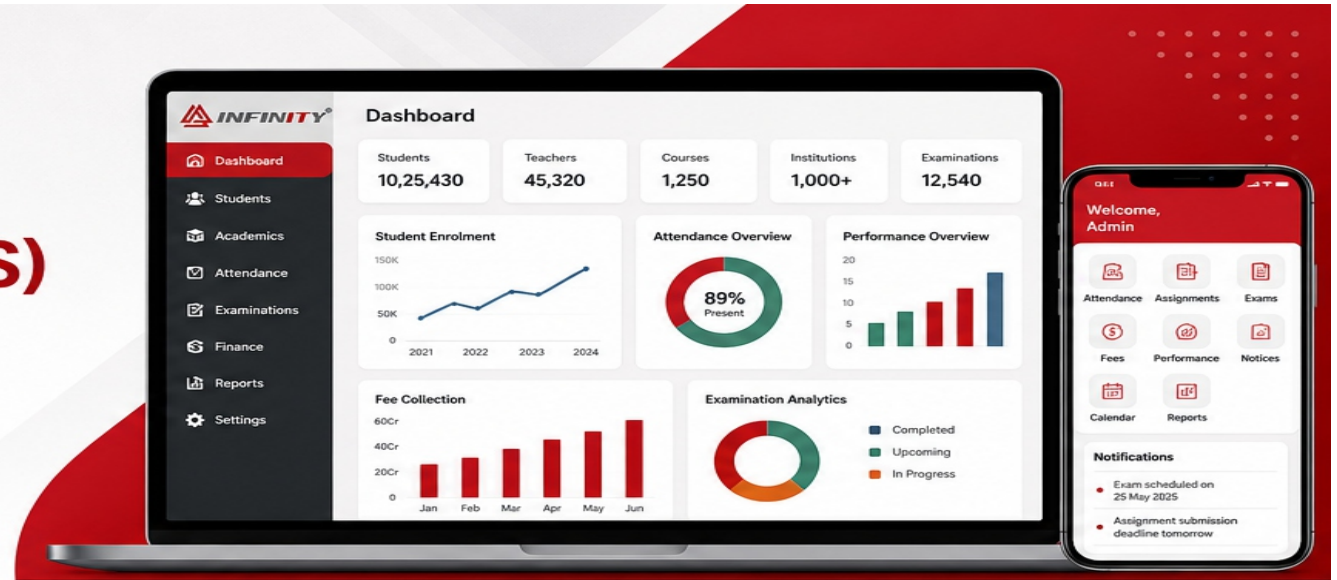 S)
INFINITY®
Dashboard
Students
Academics
Attendance
Examinations
Finance
Reports
Settings
Dashboard
Students
10,25,430
Teachers
45,320
Courses
1,250
Institutions
1,000+
Examinations
12,540
Student Enrolment
150K
100K
50K
0
2021 2022 2023 2024
Attendance Overview
89%
Present
Performance Overview
20
15
10
5
0
Fee Collection
60Cr
40Cr
20Cr
0
Jan Feb Mar Apr May Jun
Examination Analytics
Completed
Upcoming
In Progress
Welcome,
Admin
Attendance Assignments Exams
Fees Performance Notices
Calendar Reports
Notifications
Exam scheduled on
25 May 2025
Assignment submission
deadline tomorrow